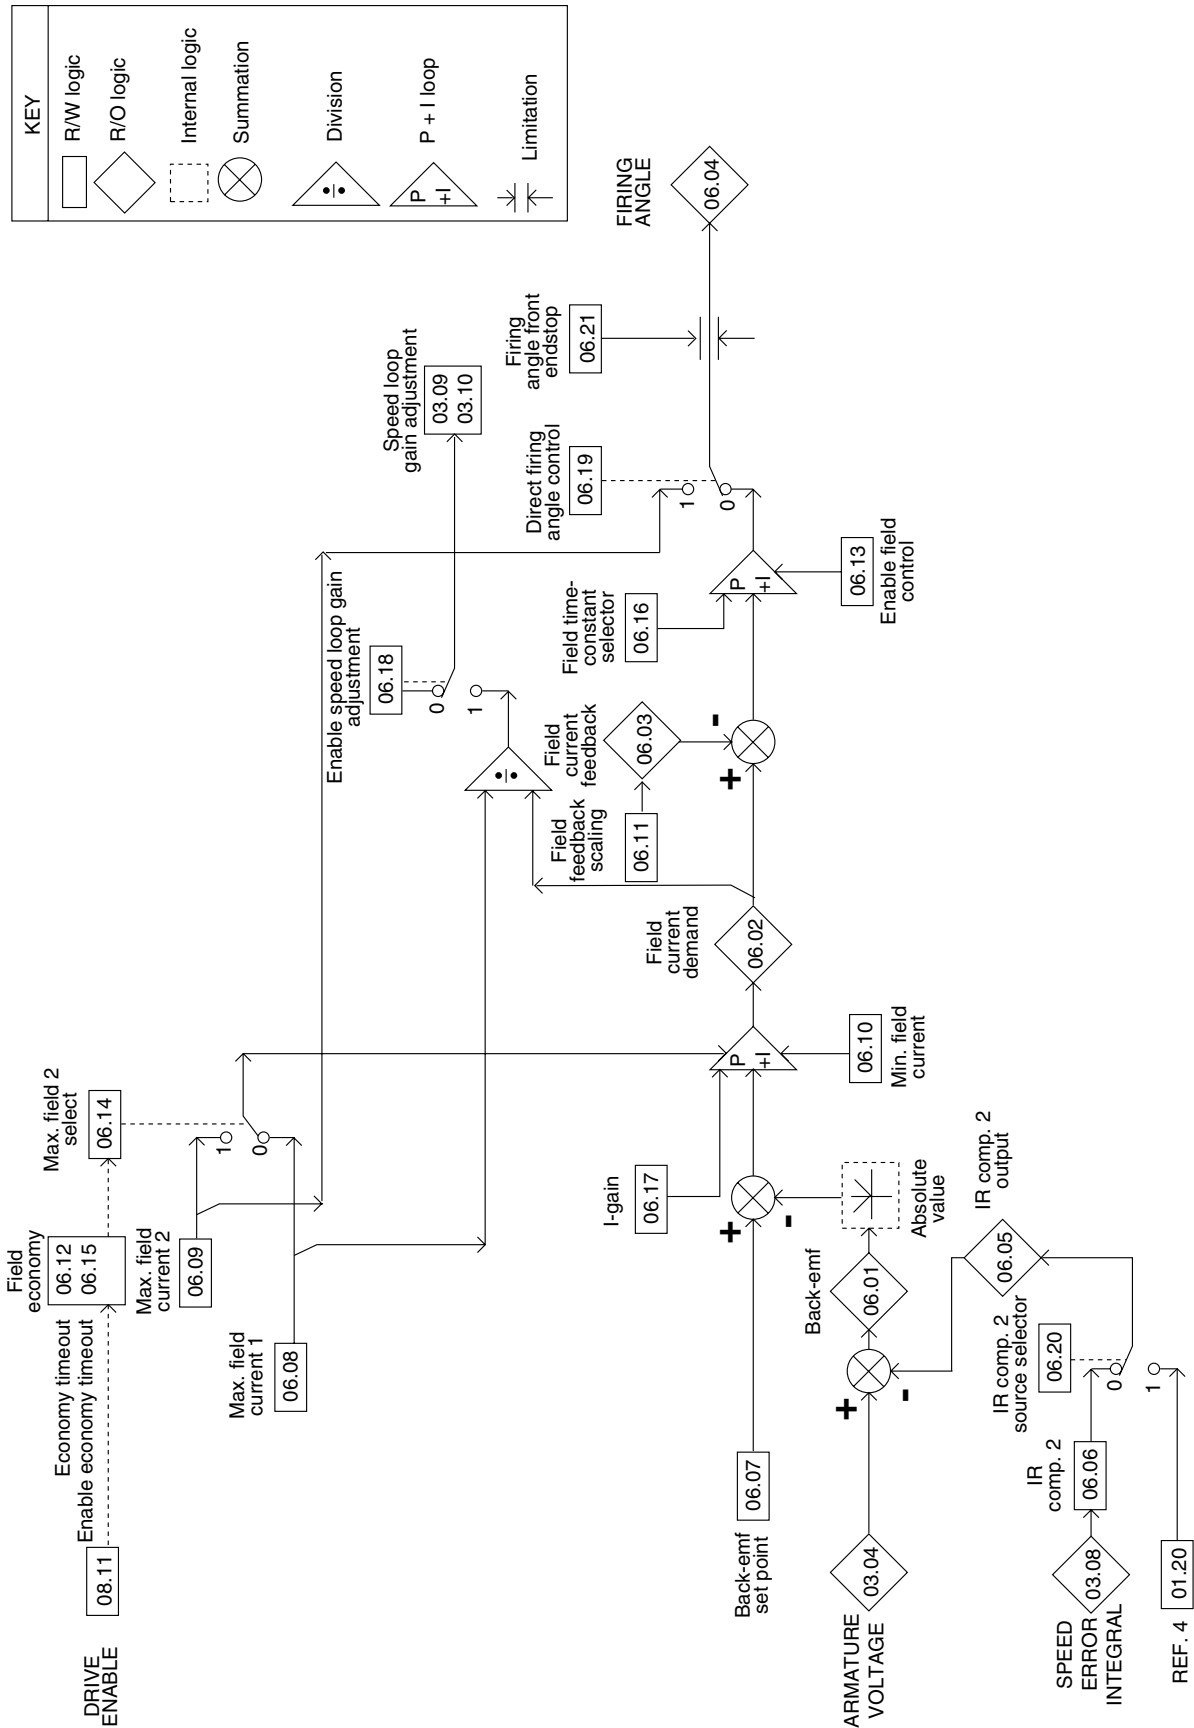 KEY
R/W logic
R/O logic
Internal logic
Summation
Division
P + I loop
Limitation
P
+I
DRIVE
ENABLE
08.11
Economy timeout
Enable economy timeout
Field
economy
06.12
06.15
Max. field 2
select
06.14
Max. field
current 2
06.09
Max. field
current 1
06.08
1
0
Enable speed loop gain
adjustment
06.18
0
1
Speed loop
gain adjustment
03.09
03.10
Back-emf
set point
06.07
+
-
I-gain
06.17
P
+I
06.10
Min. field
current
Field
current
demand
06.02
Field
feedback
scaling
06.11
Field
current
feedback
06.03
+
-
Field time-
constant
selector
06.16
P
+I
06.13
Enable field
control
Direct firing
angle control
06.19
1
0
Firing
angle front
endstop
06.21
FIRING
ANGLE
06.04
ARMATURE
VOLTAGE
03.04
+
-
Back-emf
06.01
Absolute
value
IR comp. 2
output
06.05
IR comp. 2
source selector
06.20
0
1
IR
comp. 2
06.06
SPEED
ERROR
INTEGRAL
03.08
REF. 4
01.20